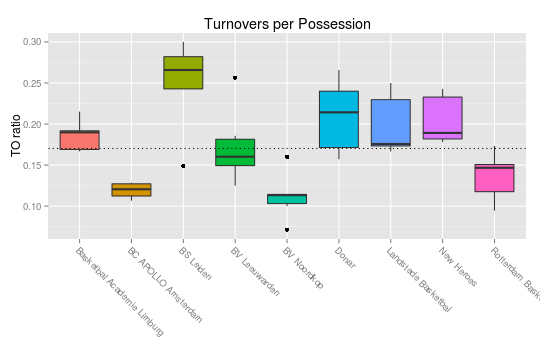 Turnovers per Possession
TO ratio
0.30
0.25
0.20
0.15
0.10
Basketbal Academie Limburg
BC APOLLO Amsterdam
BS Leiden
BV Leeuwarden
BV Noordkop
Donar
Landstede Basketbal
New Heroes
Rotterdam Bask